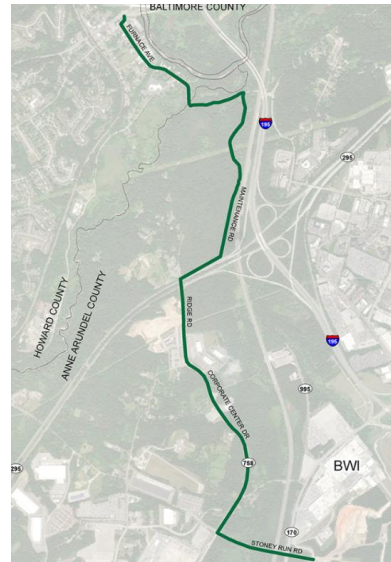 BALTIMORE COUNTY
FURNACE AVE
195
295
MAINTENANCE RD
HOWARD COUNTY
ANNE ARUNDEL COUNTY
RIDGE RD
195
CORPORATE CENTER DR
995
BWI
295
758
170
STONEY RUN RD